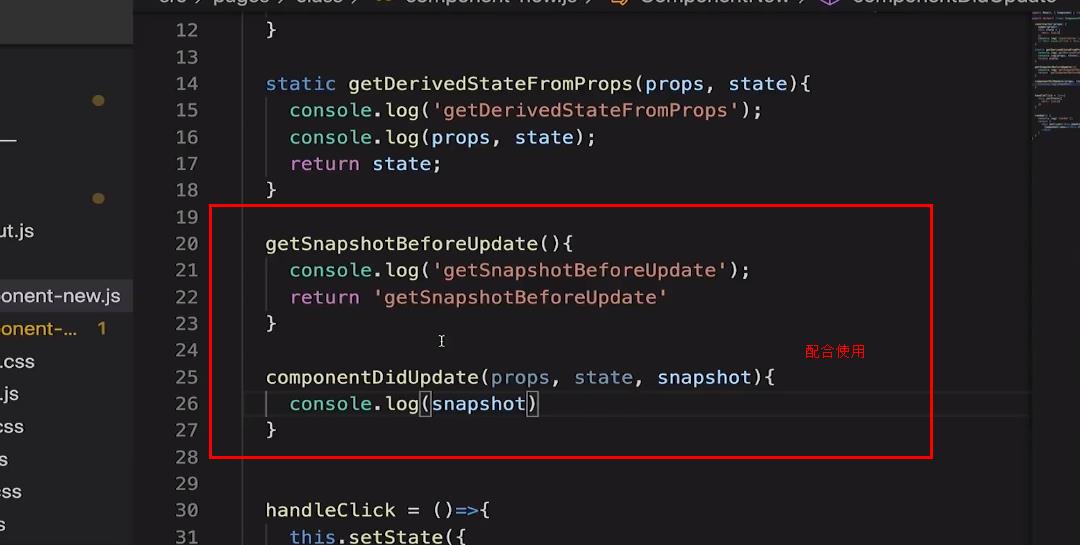 src > pages > class > component-new.js > ComponentNew > componentDidUpdate
12 }
13
14 static getDerivedStateFromProps(props, state){
15 console.log('getDerivedStateFromProps');
16 console.log(props, state);
17 return state;
18 }
19
20 getSnapshotBeforeUpdate(){
21 console.log('getSnapshotBeforeUpdate');
22 return 'getSnapshotBeforeUpdate'
23 }
24
配合使用
25 componentDidUpdate(props, state, snapshot){
26 console.log(snapshot)
27 }
28
29
30 handleClick = ()=>{
31 this.setState({
ut.js
onent-new.js
onent-... 1
.css
.js
css
s
ss
s